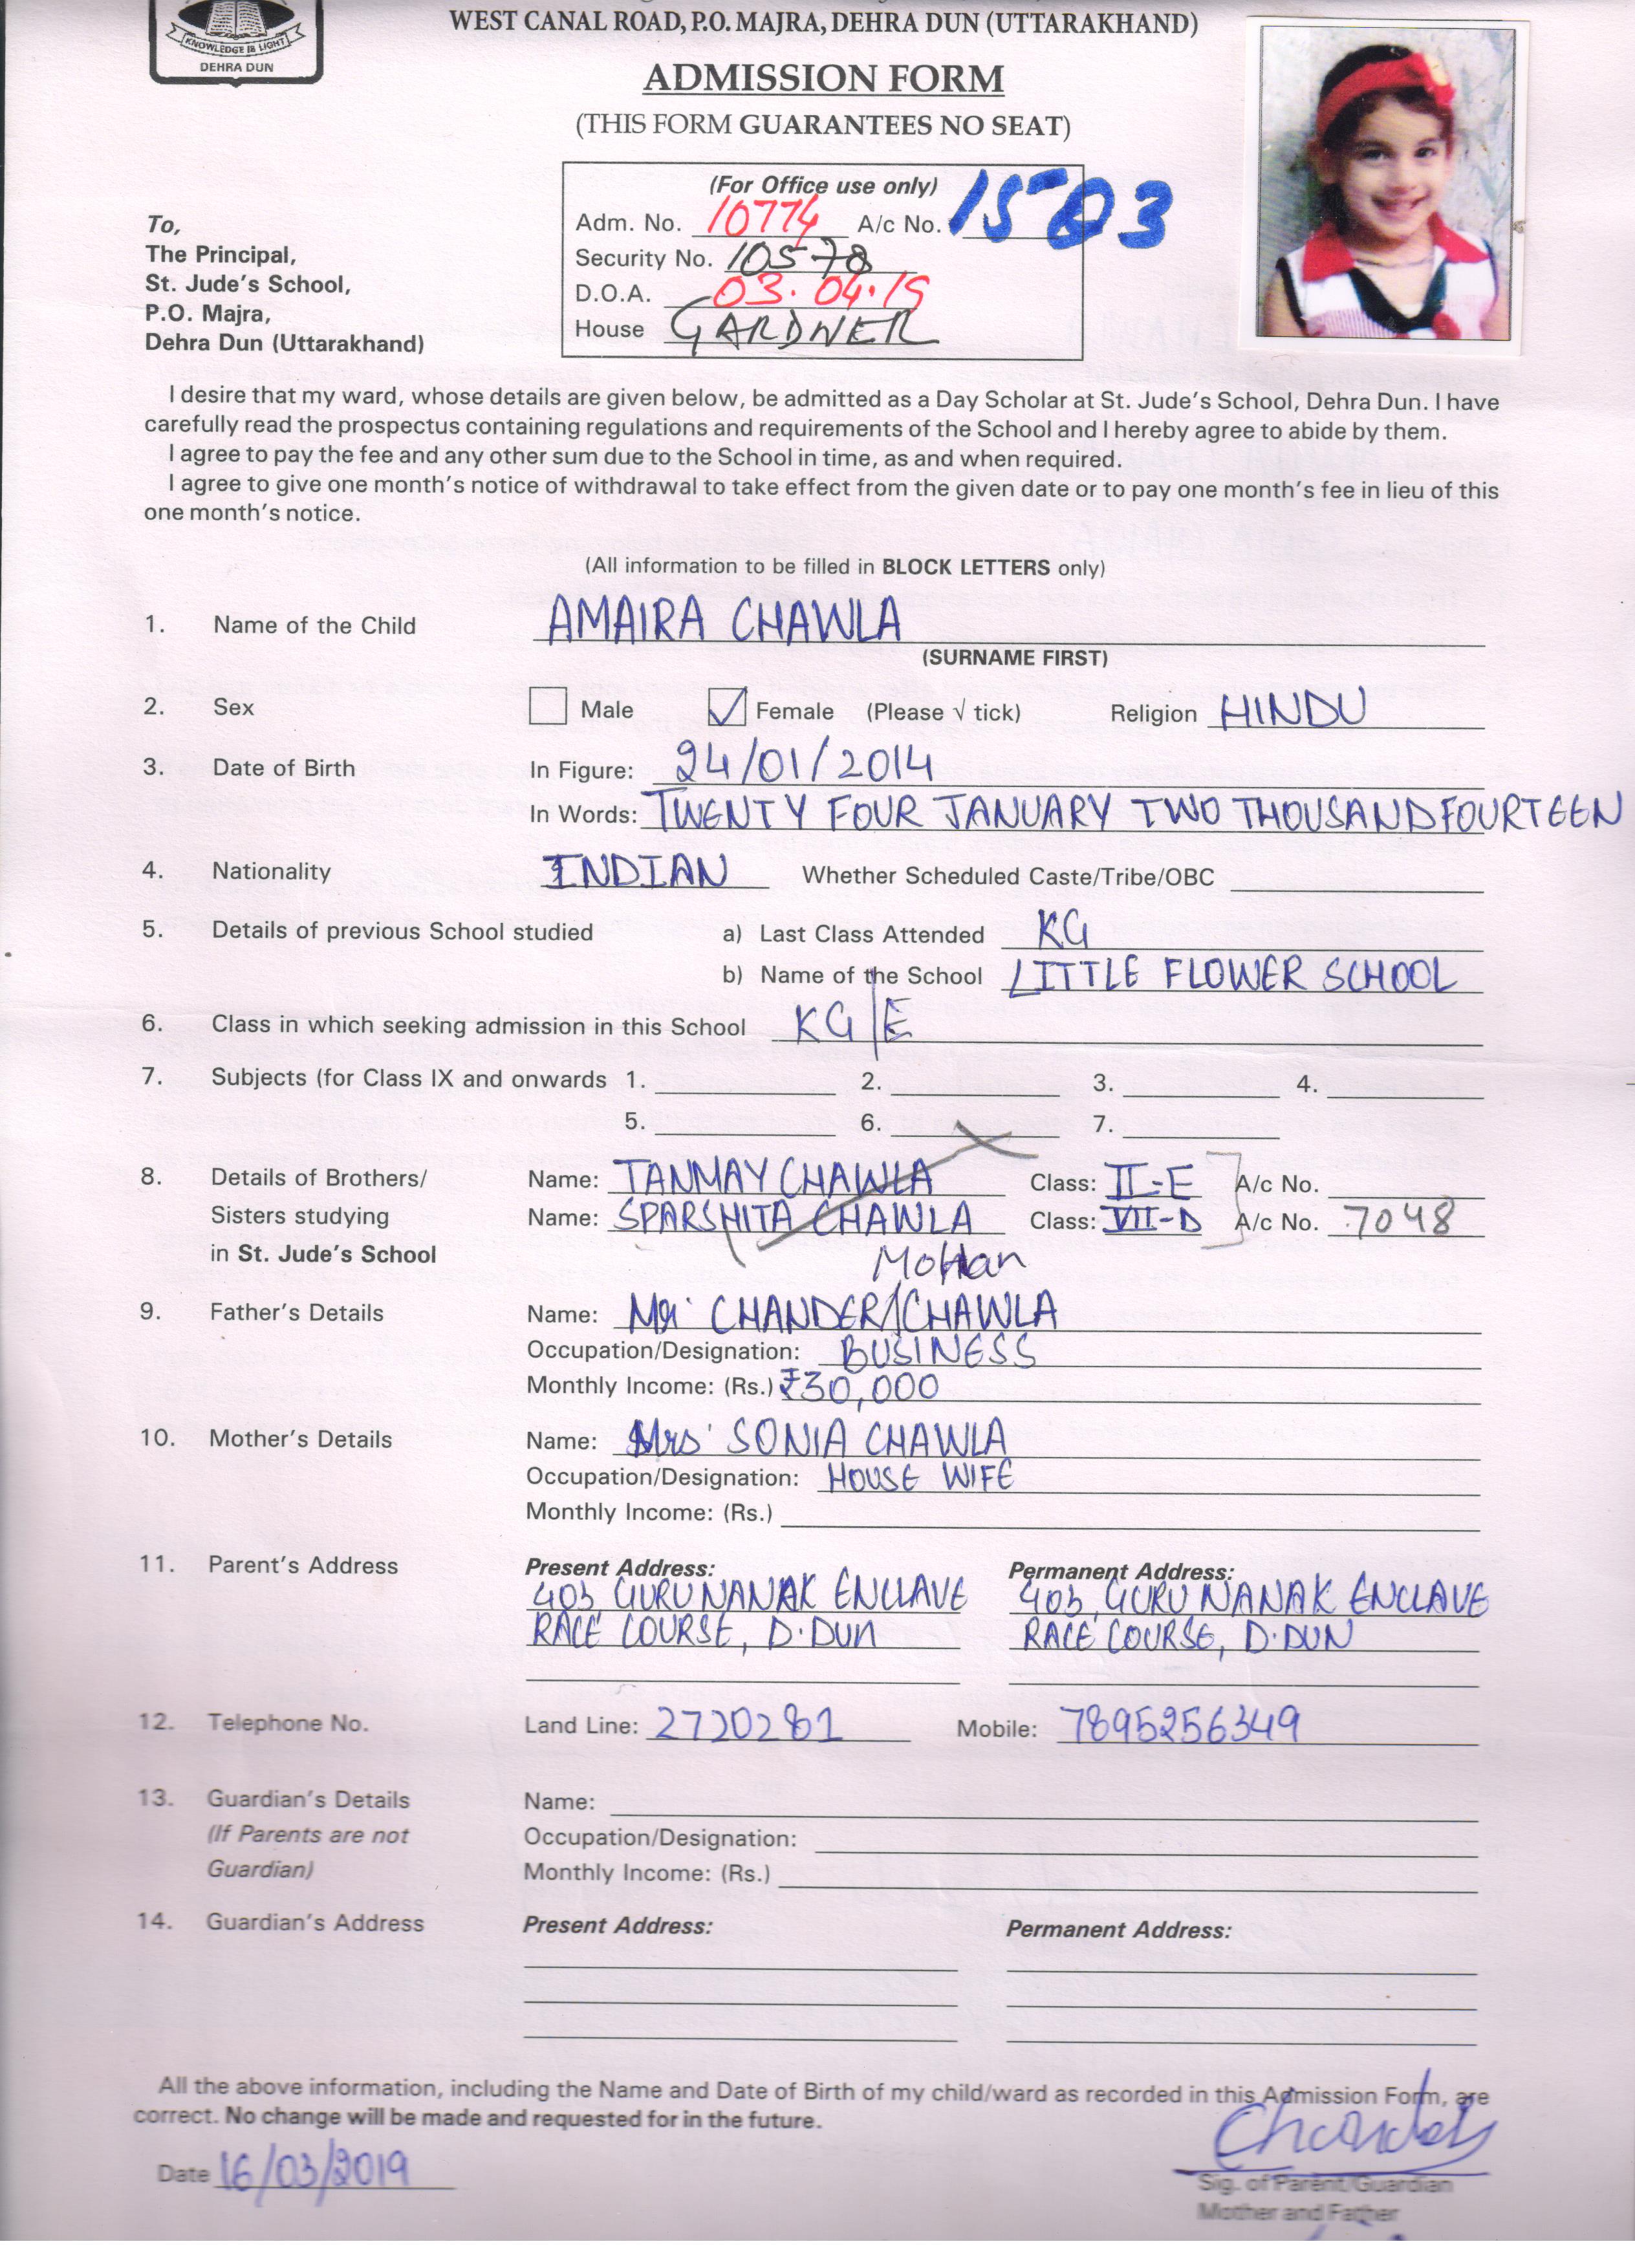 KNOWLEDGE IS LIGHT
DEHRA DUN
WEST CANAL ROAD, P.O. MAJRA, DEHRA DUN (UTTARAKHAND)
ADMISSION FORM
(THIS FORM GUARANTEES NO SEAT)
(For Office use only)
Adm. No. 10774 A/c No. 1503
Security No. 10578
D.O.A. 03.04.19
House GARDNER
To,
The Principal,
St. Jude's School,
P.O. Majra,
Dehra Dun (Uttarakhand)
I desire that my ward, whose details are given below, be admitted as a Day Scholar at St. Jude's School, Dehra Dun. I have
carefully read the prospectus containing regulations and requirements of the School and I hereby agree to abide by them.
I agree to pay the fee and any other sum due to the School in time, as and when required.
I agree to give one month's notice of withdrawal to take effect from the given date or to pay one month's fee in lieu of this
one month's notice.
(All information to be filled in BLOCK LETTERS only)
1. Name of the Child AMAIRA CHAWLA
(SURNAME FIRST)
2. Sex Male Female (Please √ tick) Religion HINDU
3. Date of Birth In Figure: 24/01/2014
In Words: TWENTY FOUR JANUARY TWO THOUSAND FOURTEEN
4. Nationality INDIAN Whether Scheduled Caste/Tribe/OBC
5. Details of previous School studied a) Last Class Attended KG
b) Name of the School LITTLE FLOWER SCHOOL
6. Class in which seeking admission in this School KG|E
7. Subjects (for Class IX and onwards 1. 2. 3. 4.
5. 6. 7.
8. Details of Brothers/ Name: TANMAY CHAWLA Class: II-E A/c No.
Sisters studying Name: SPARSHITA CHAWLA Class: VII-D A/c No. 7048
in St. Jude's School
Mohan
9. Father's Details Name: Mr. CHANDER CHAWLA
Occupation/Designation: BUSINESS
Monthly Income: (Rs.) ₹30,000
10. Mother's Details Name: Mrs SONIA CHAWLA
Occupation/Designation: HOUSE WIFE
Monthly Income: (Rs.)
11. Parent's Address Present Address: Permanent Address:
403 GURU NANAK ENCLAVE 403, GURU NANAK ENCLAVE
RACE COURSE, D.DUN RACE COURSE, D.DUN
12. Telephone No. Land Line: 2720281 Mobile: 7895256349
13. Guardian's Details Name:
(If Parents are not Occupation/Designation:
Guardian) Monthly Income: (Rs.)
14. Guardian's Address Present Address: Permanent Address:
All the above information, including the Name and Date of Birth of my child/ward as recorded in this Admission Form, are
correct. No change will be made and requested for in the future.
Date 16/03/2019
Sig. of Parent/Guardian
Mother and Father